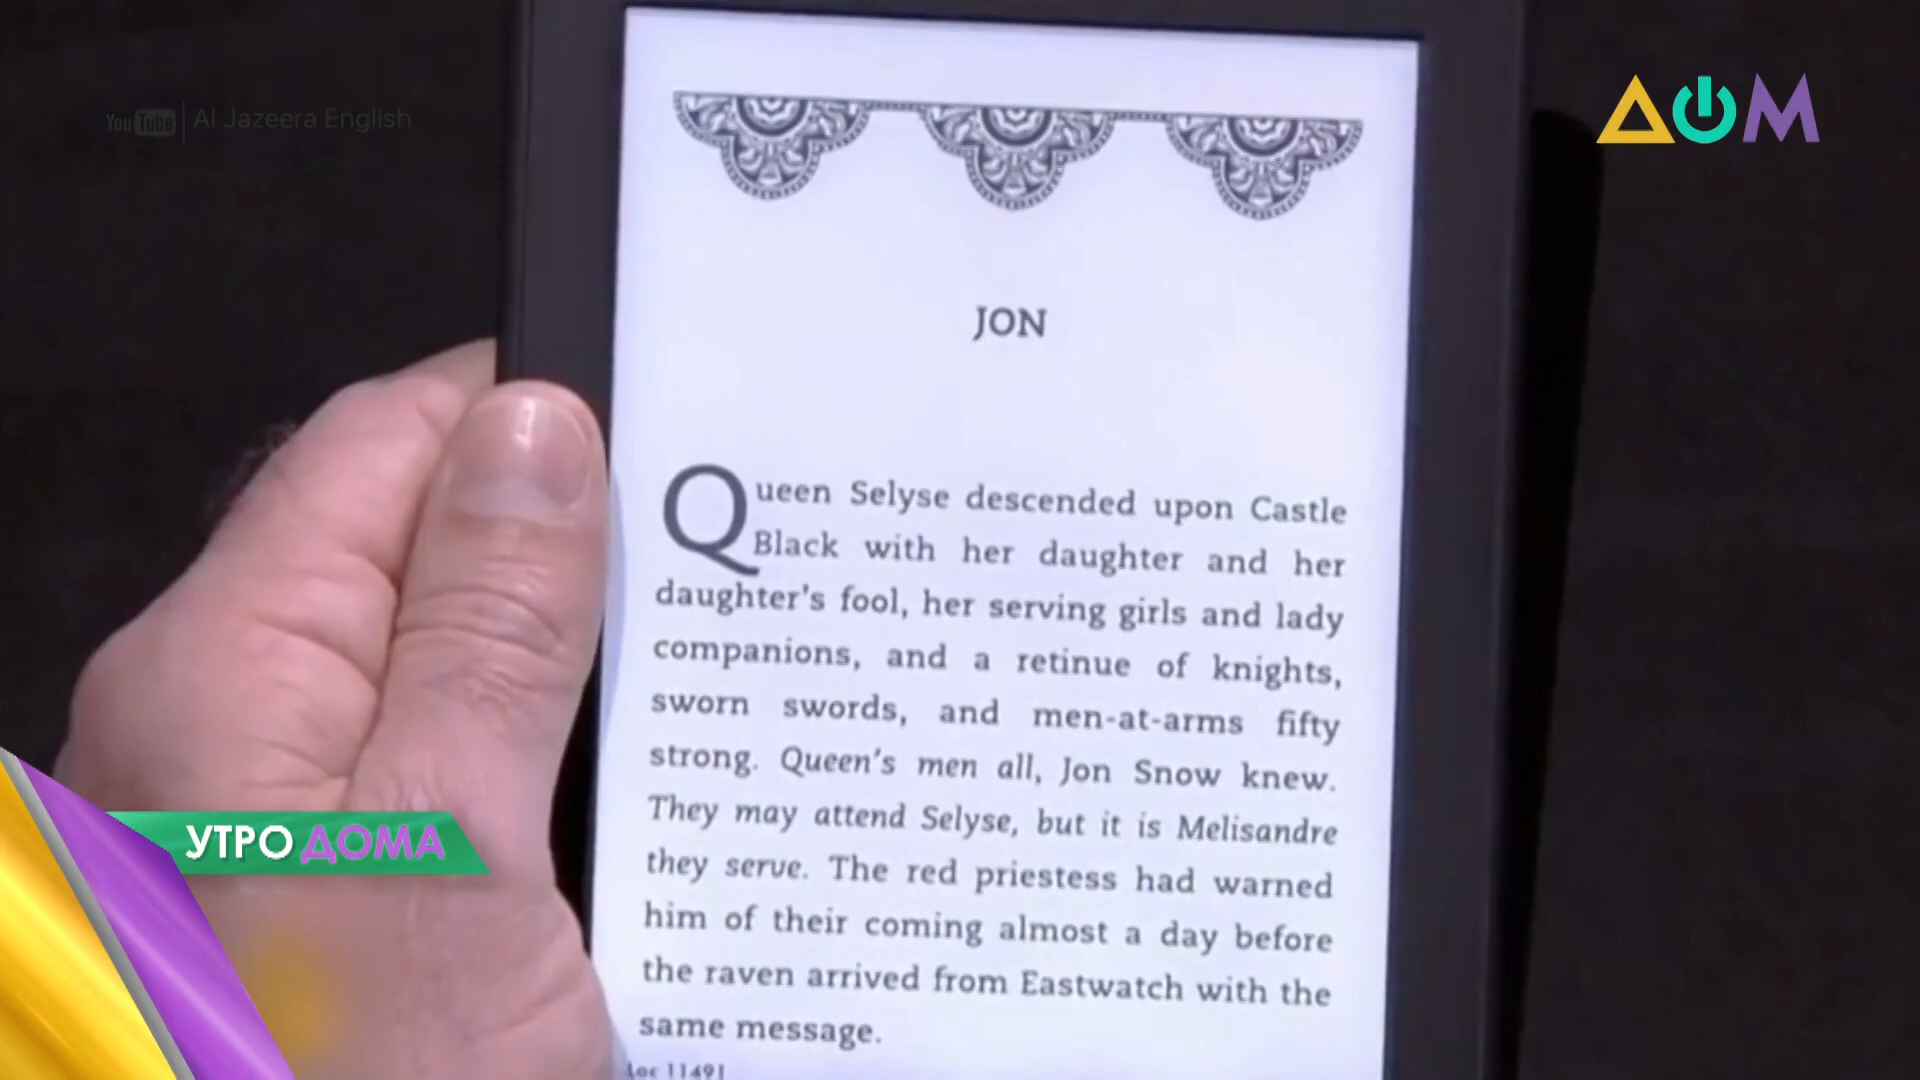 YouTube Al Jazeera English
ДОМ
JON
Queen Selyse descended upon Castle
Black with her daughter and her
daughter's fool, her serving girls and lady
companions, and a retinue of knights,
sworn swords, and men-at-arms fifty
strong. Queen's men all, Jon Snow knew.
They may attend Selyse, but it is Melisandre
they serve. The red priestess had warned
him of their coming almost a day before
the raven arrived from Eastwatch with the
same message.
Loc 11491
УТРО ДОМА